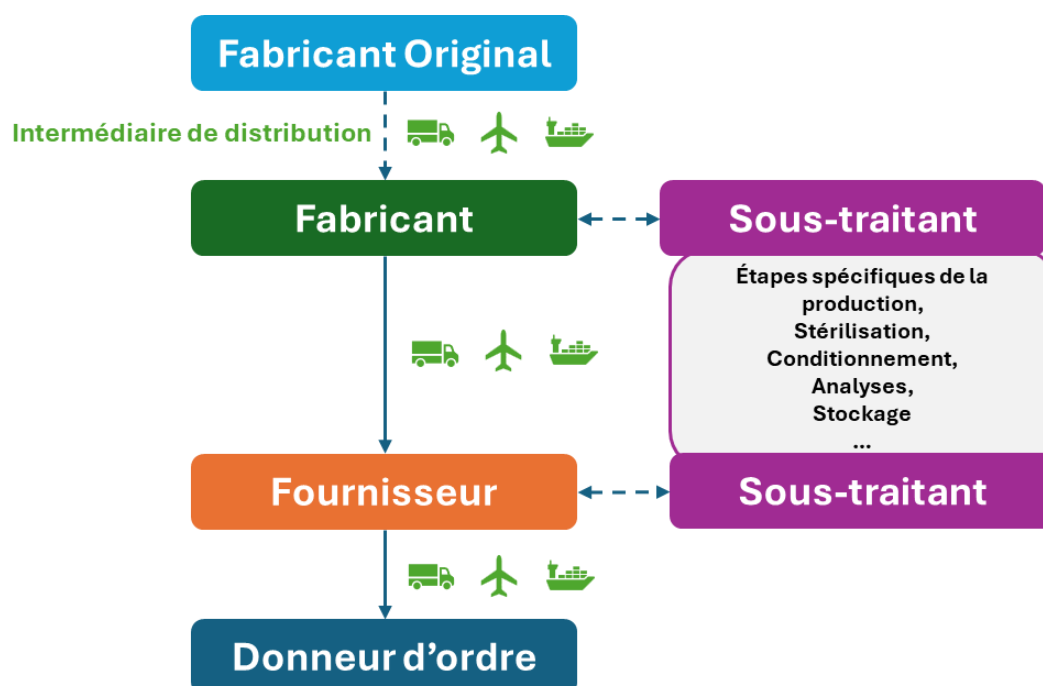 Fabricant Original
Intermédiaire de distribution
Fabricant
Sous-traitant
Étapes spécifiques de la
production,
Stérilisation,
Conditionnement,
Analyses,
Stockage
...
Fournisseur
Sous-traitant
Donneur d’ordre